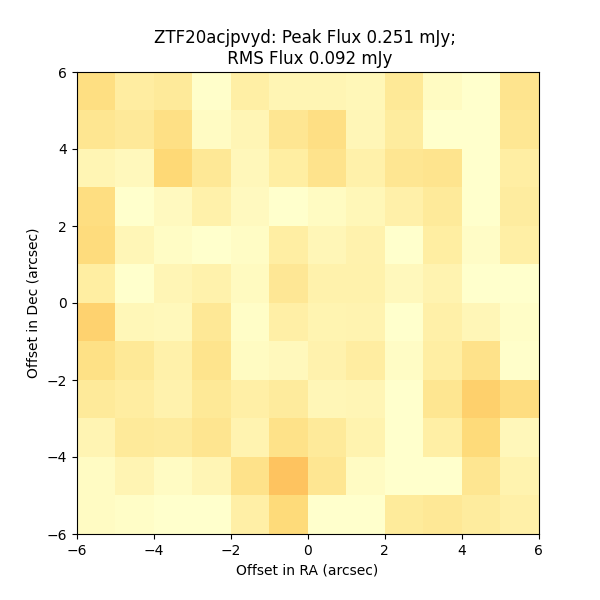 ZTF20acjpvyd: Peak Flux 0.251 mJy;
RMS Flux 0.092 mJy
6
4
2
0
−2
−4
−6
Offset in Dec (arcsec)
−6 −4 −2 0 2 4 6
Offset in RA (arcsec)